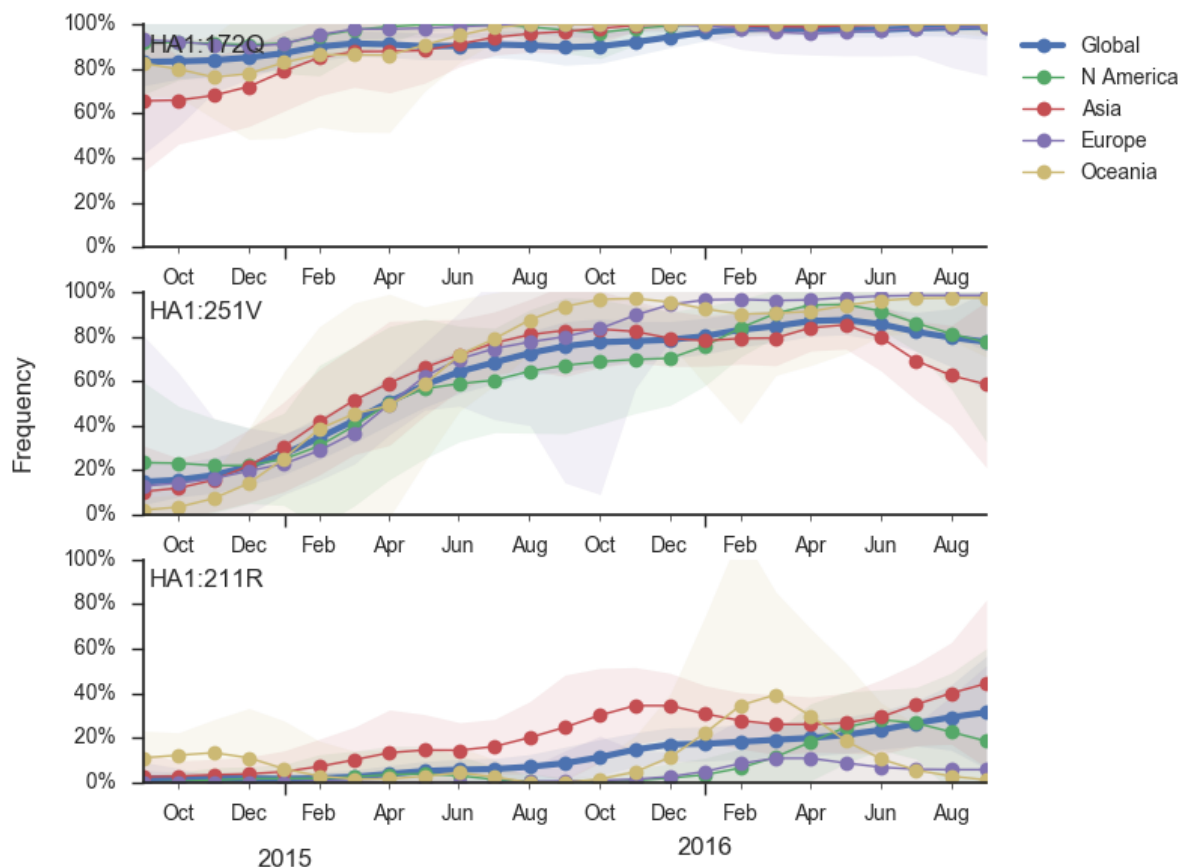 100%
HA1:172Q
80%
60%
40%
20%
0%
Oct Dec Feb Apr Jun Aug Oct Dec Feb Apr Jun Aug
Global
N America
Asia
Europe
Oceania
Frequency
100%
HA1:251V
80%
60%
40%
20%
0%
Oct Dec Feb Apr Jun Aug Oct Dec Feb Apr Jun Aug
100%
HA1:211R
80%
60%
40%
20%
0%
Oct Dec Feb Apr Jun Aug Oct Dec Feb Apr Jun Aug
2015 2016